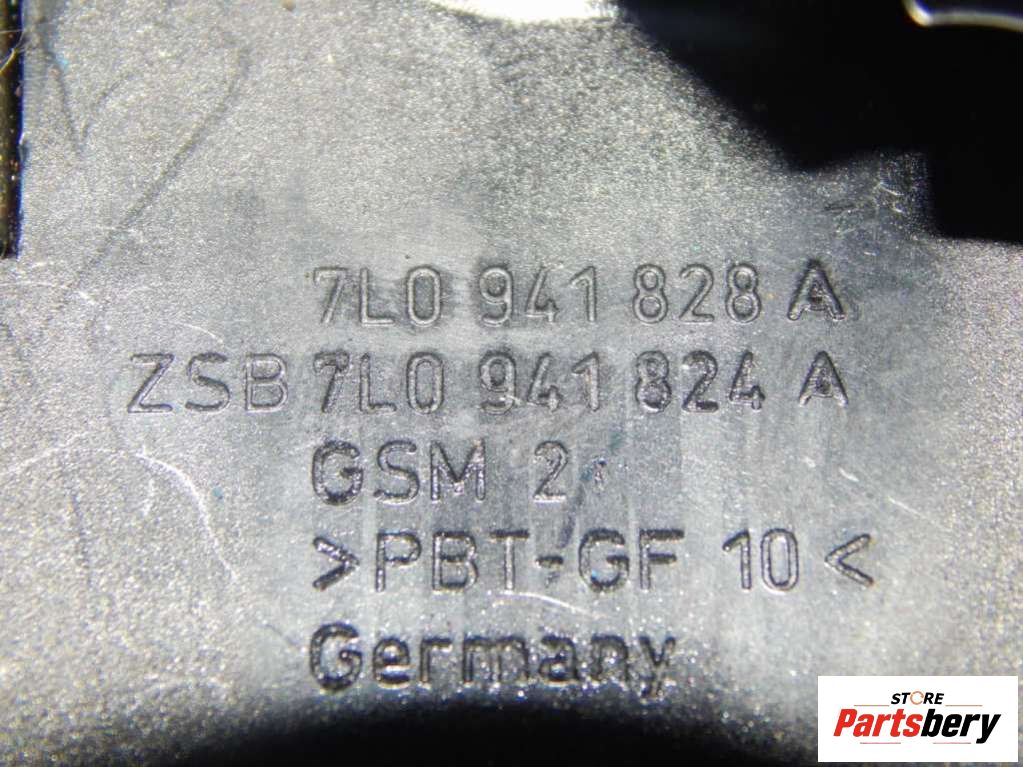 7L0 941 828 A
ZSB 7L0 941 824 A
GSM 2
>PBT-GF 10<
Germany
STORE
Partsbery